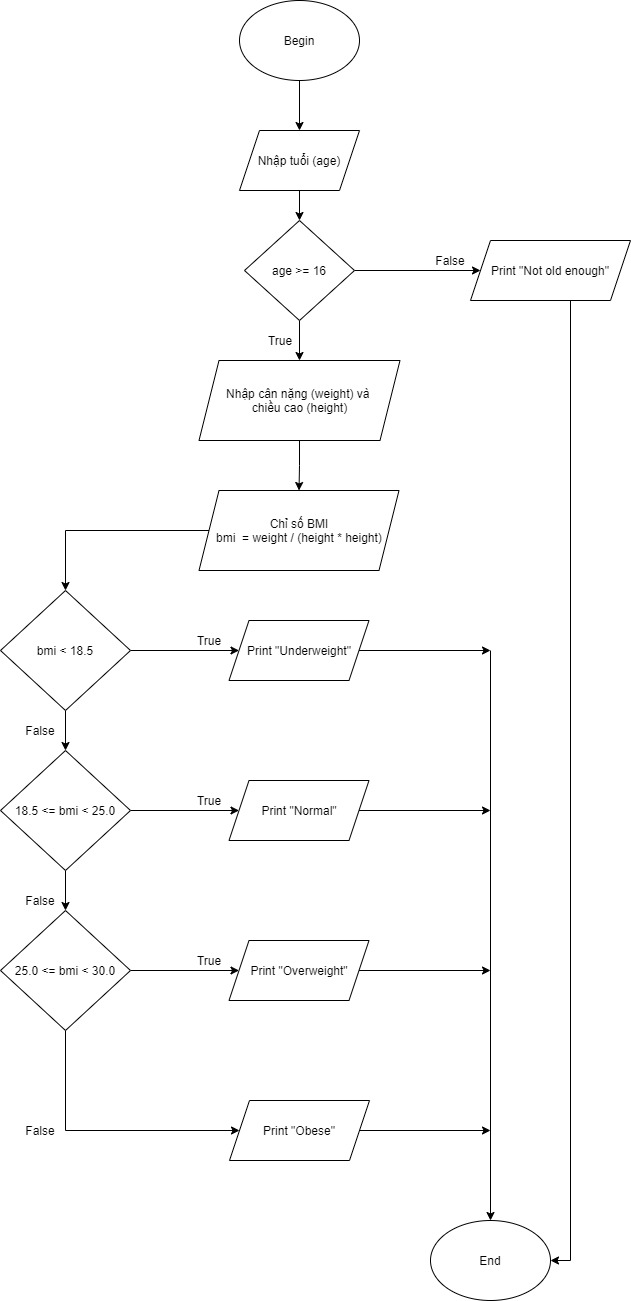 Begin
Nhập tuổi (age)
age >= 16
False
Print "Not old enough"
True
Nhập cân nặng (weight) và
chiều cao (height)
Chỉ số BMI
bmi  = weight / (height * height)
bmi < 18.5
True
Print "Underweight"
False
18.5 <= bmi < 25.0
True
Print "Normal"
False
25.0 <= bmi < 30.0
True
Print "Overweight"
False
Print "Obese"
End